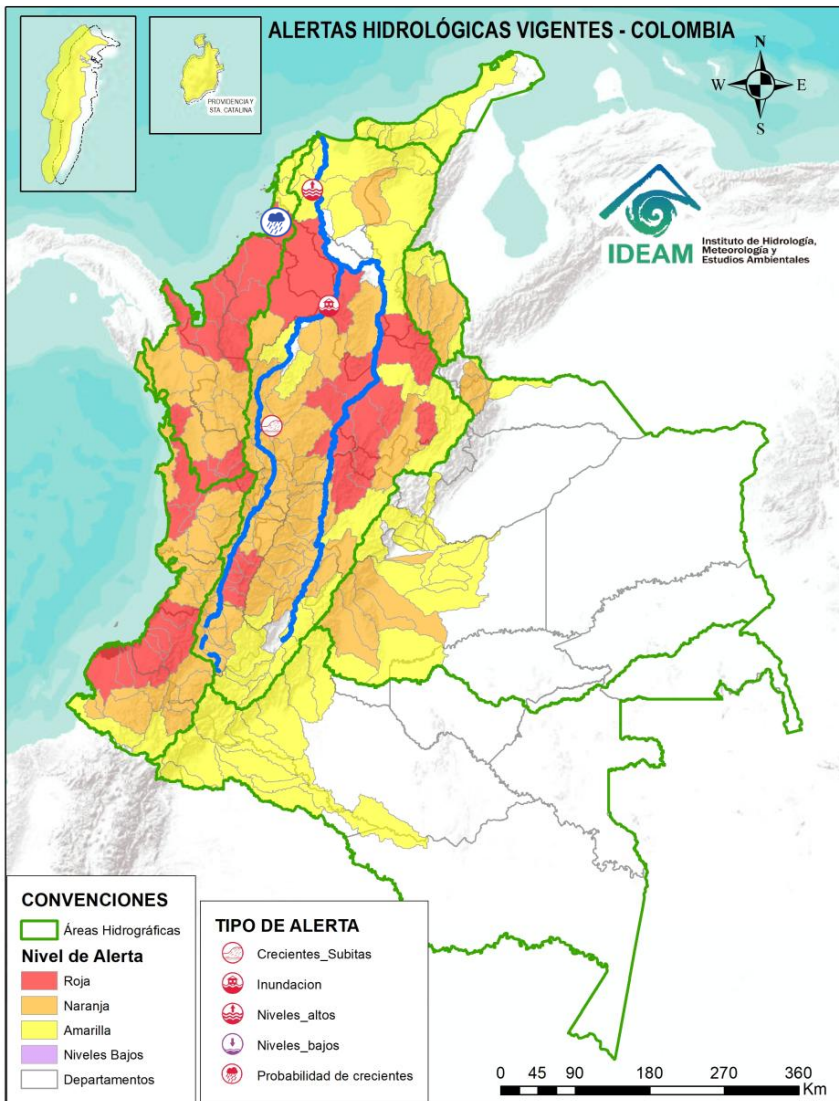 ALERTAS HIDROLÓGICAS VIGENTES - COLOMBIA
PROVIDENCIA Y
STA. CATALINA
N
W E
S
IDEAM
Instituto de Hidrología,
Meteorología y
Estudios Ambientales
CONVENCIONES
Áreas Hidrográficas
Nivel de Alerta
Roja
Naranja
Amarilla
Niveles Bajos
Departamentos
TIPO DE ALERTA
Crecientes_Subitas
Inundacion
Niveles_altos
Niveles_bajos
Probabilidad de crecientes
0 45 90 180 270 360
Km